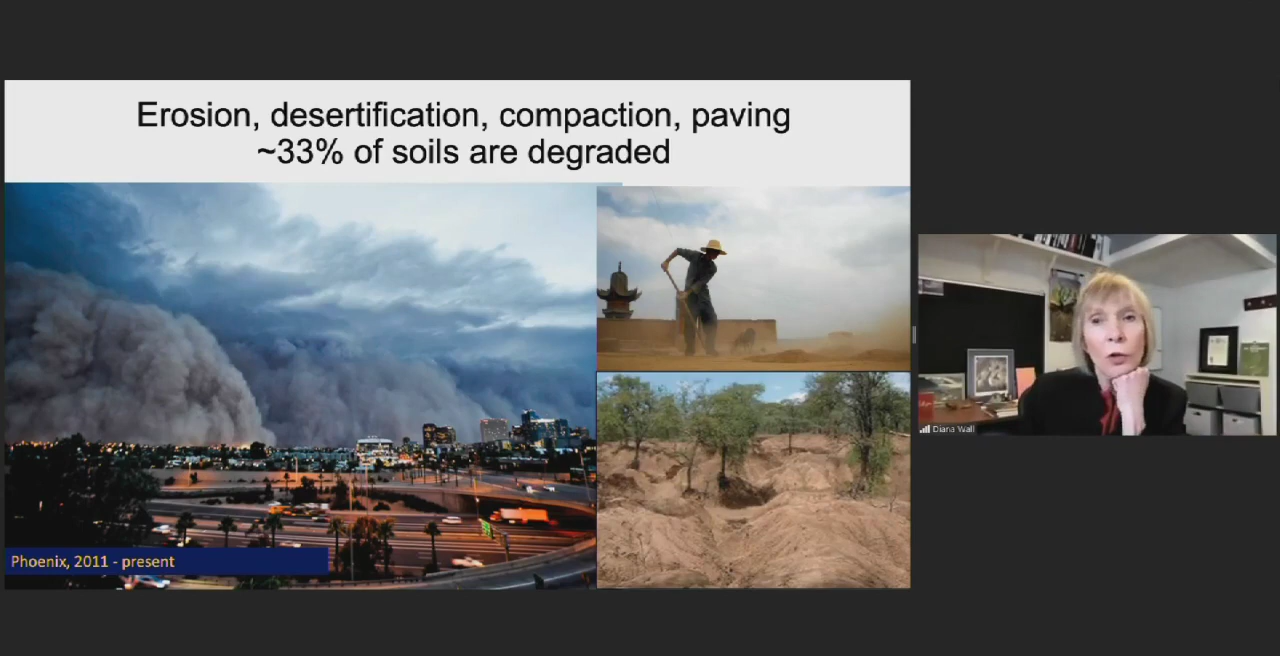 Erosion, desertification, compaction, paving
~33% of soils are degraded
Phoenix, 2011 - present
Diana Wall